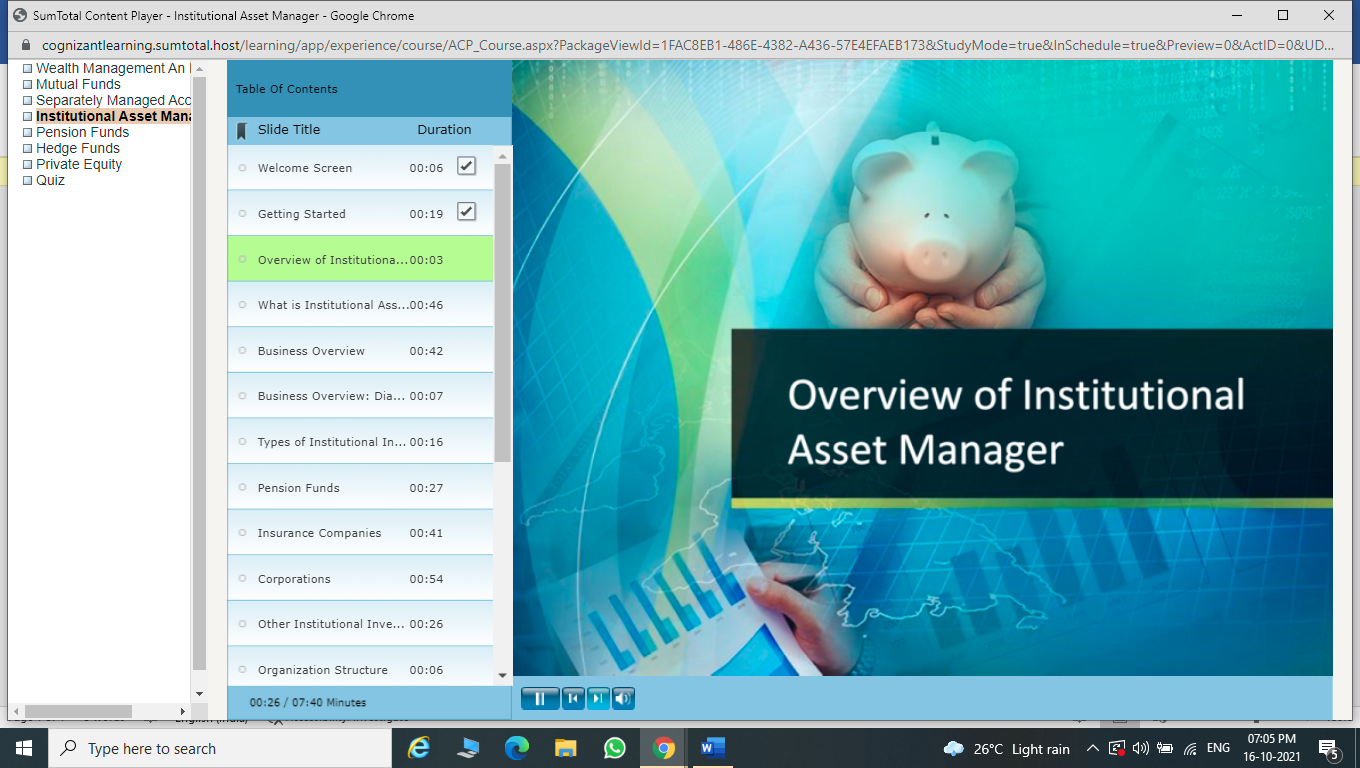 SumTotal Content Player - Institutional Asset Manager - Google Chrome
cognizantlearning.sumtotal.host/learning/app/experience/course/ACP_Course.aspx?PackageViewId=1FAC8EB1-486E-4382-A436-57E4EFAEB173&StudyMode=true&InSchedule=true&Preview=0&ActID=0&UD...
Wealth Management An
Mutual Funds
Separately Managed Acc
Institutional Asset Mana
Pension Funds
Hedge Funds
Private Equity
Quiz
Table Of Contents
Slide Title Duration
Welcome Screen 00:06
Getting Started 00:19
Overview of Instituniona...00:03
What is Institutional Ass...00:46
Business Overview 00:42
Business Overview: Dia...00:07
Types of Institutional In...00:16
Pension Funds 00:27
Insurance Companies 00:41
Corporations 00:54
Other Institutional Inve...00:26
Organization Structure 00:06
00:26 / 07:40 Minutes
Overview of Institutional
Asset Manager
Type here to search
26°C Light rain
ENG
07:05 PM
16-10-2021
5